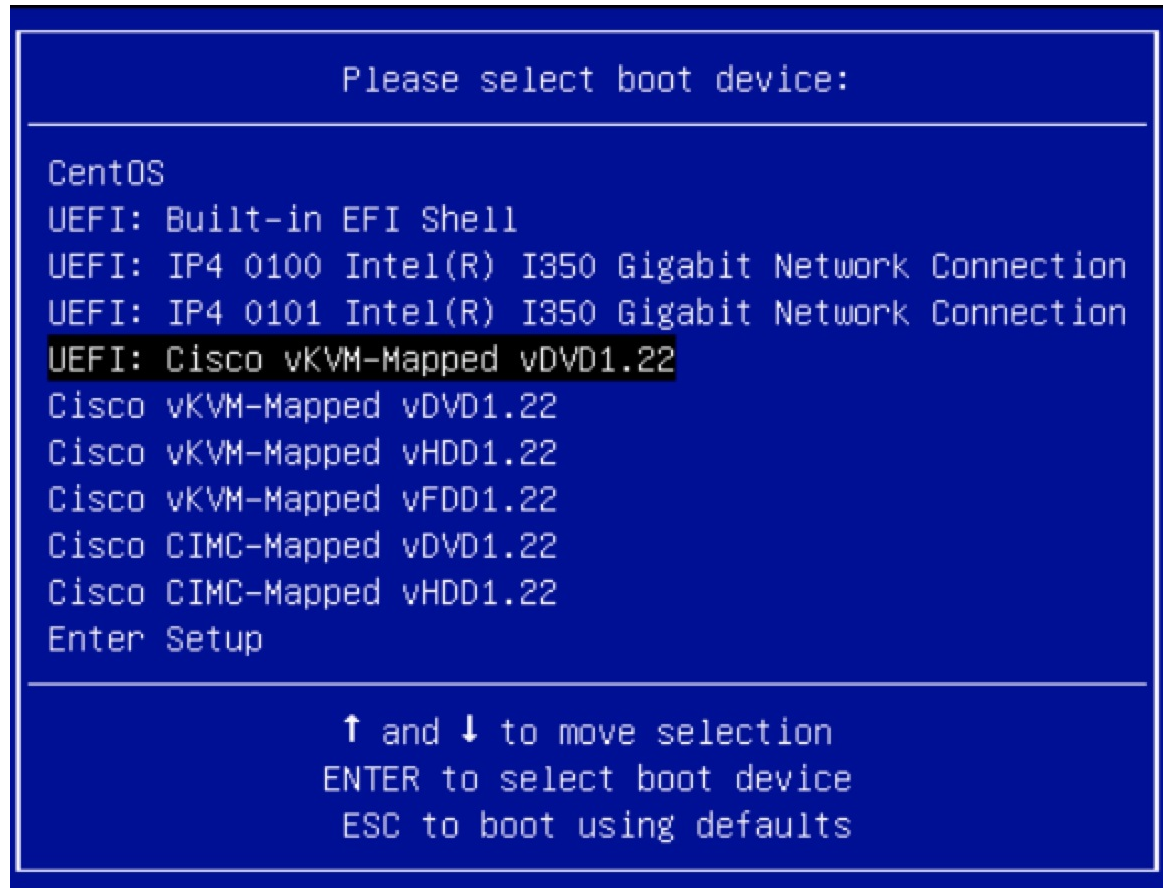 Please select boot device:
CentOS
UEFI: Built-in EFI Shell
UEFI: IP4 0100 Intel(R) I350 Gigabit Network Connection
UEFI: IP4 0101 Intel(R) I350 Gigabit Network Connection
UEFI: Cisco vKVM-Mapped vDVD1.22
Cisco vKVM-Mapped vDVD1.22
Cisco vKVM-Mapped vHDD1.22
Cisco vKVM-Mapped vFDD1.22
Cisco CIMC-Mapped vDVD1.22
Cisco CIMC-Mapped vHDD1.22
Enter Setup
↑ and ↓ to move selection
ENTER to select boot device
ESC to boot using defaults